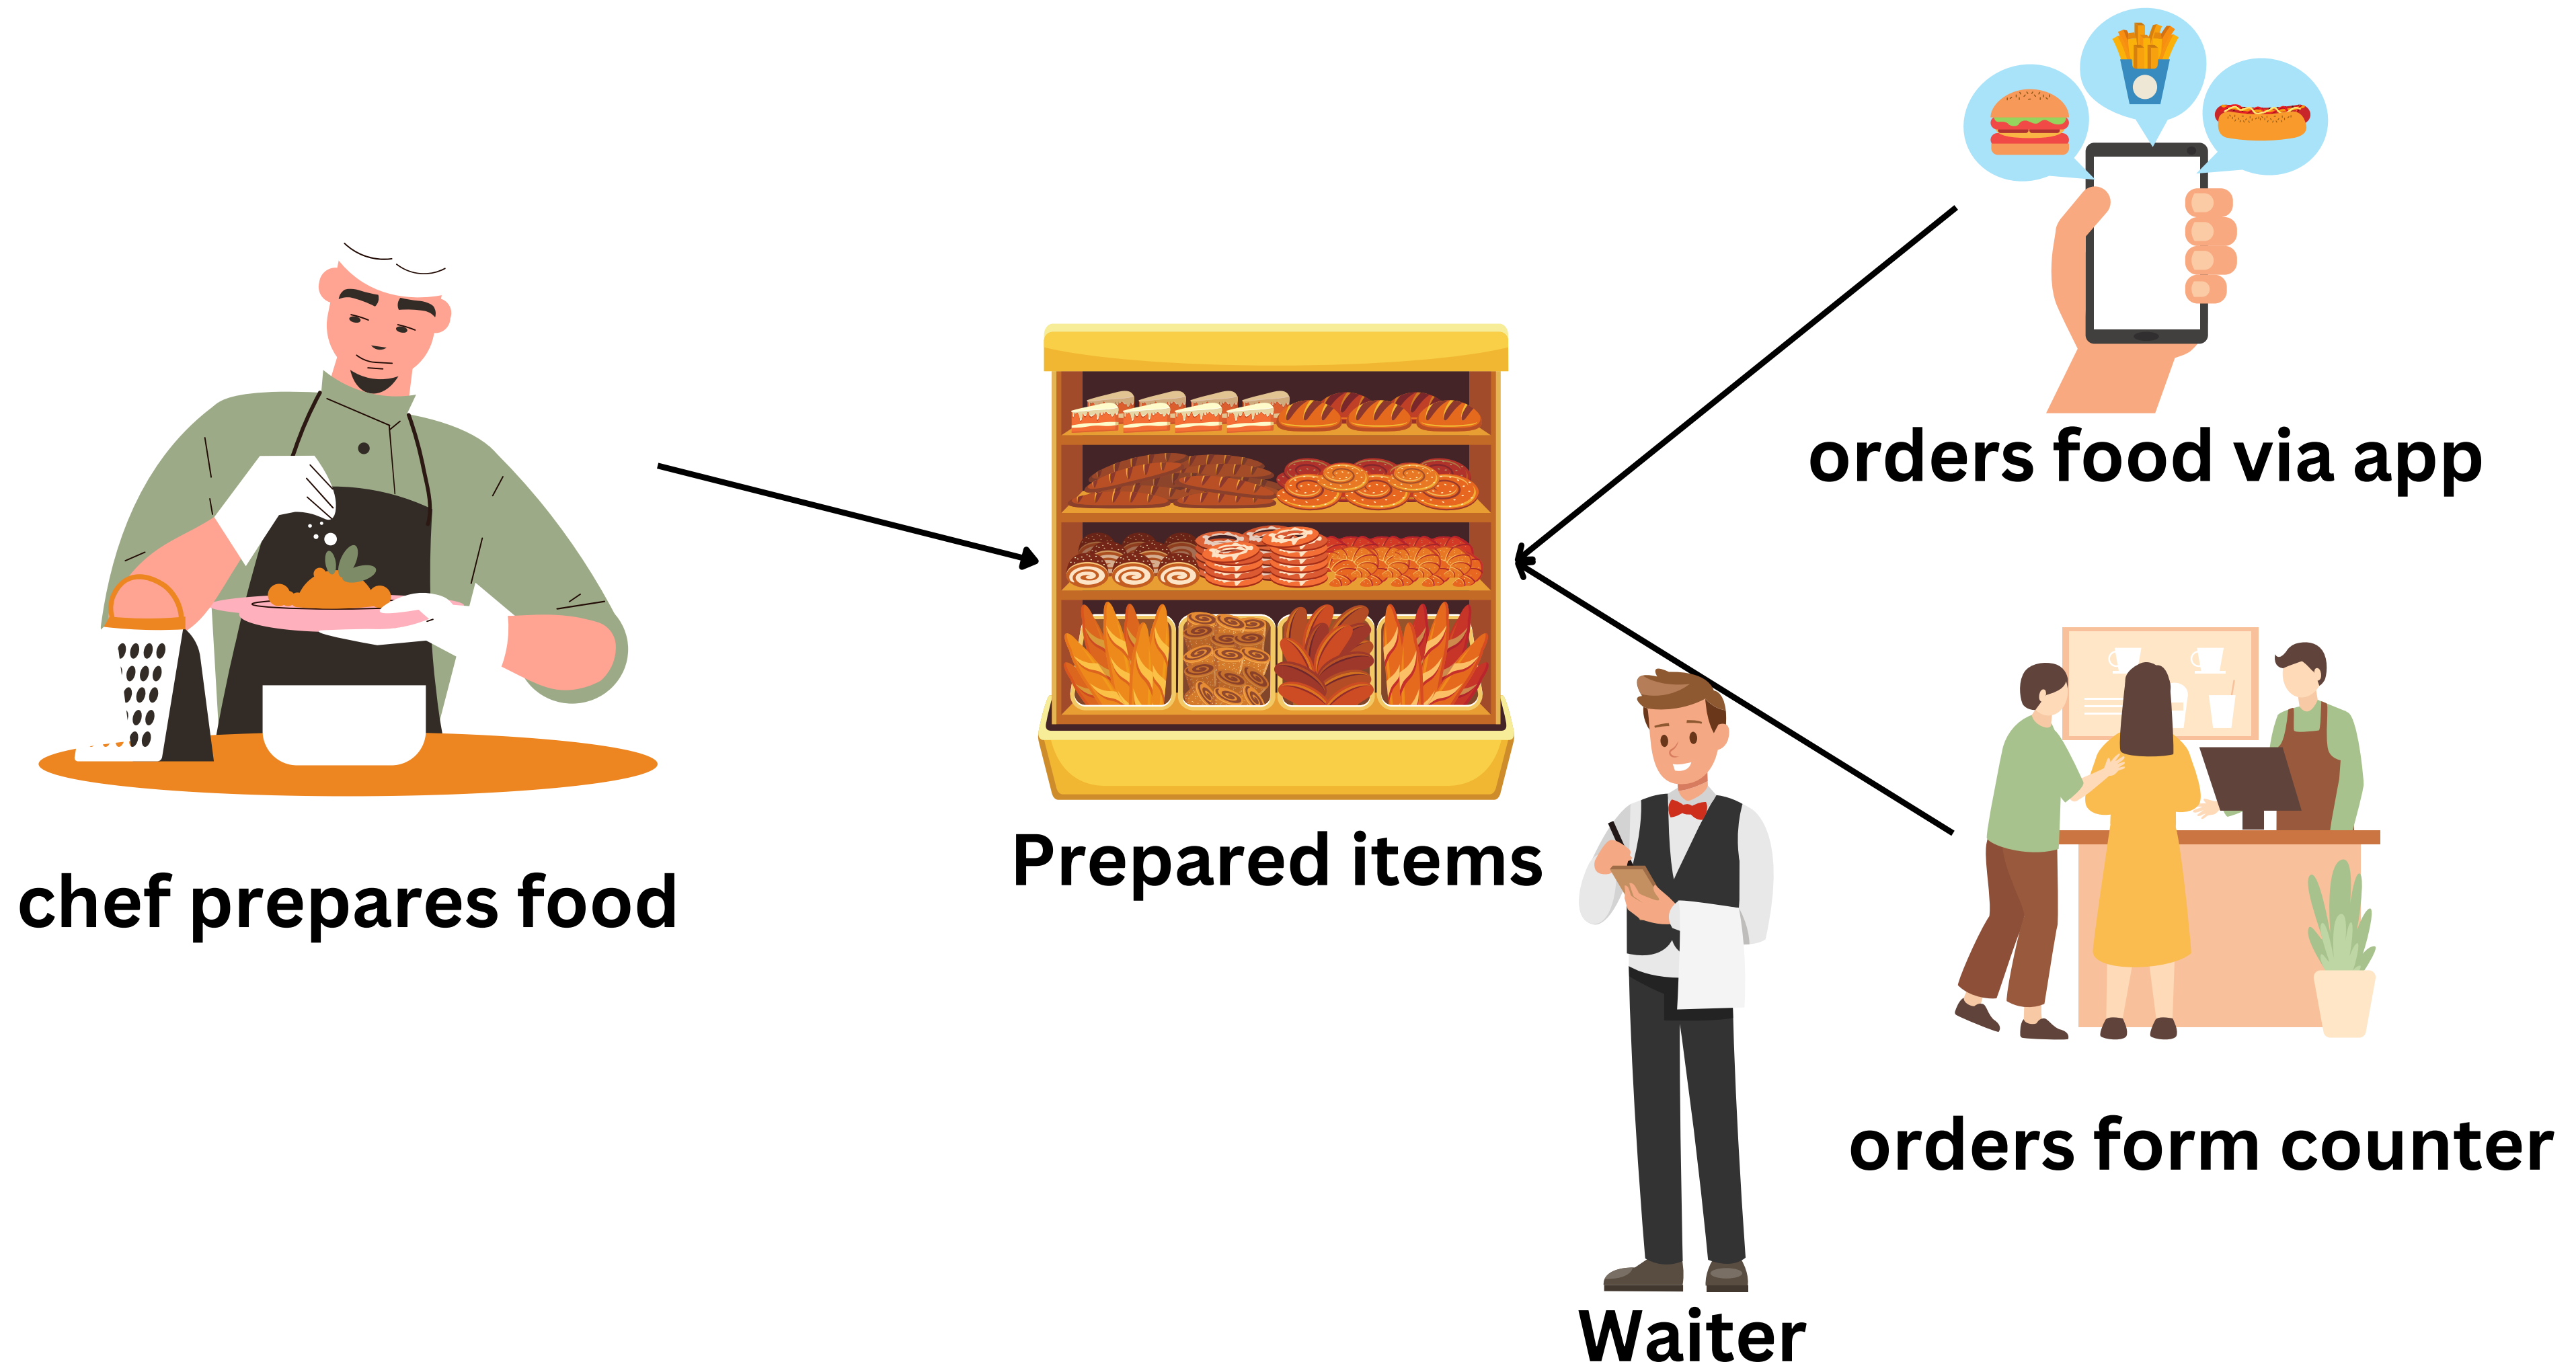 orders food via app
Prepared items
chef prepares food
orders form counter
Waiter